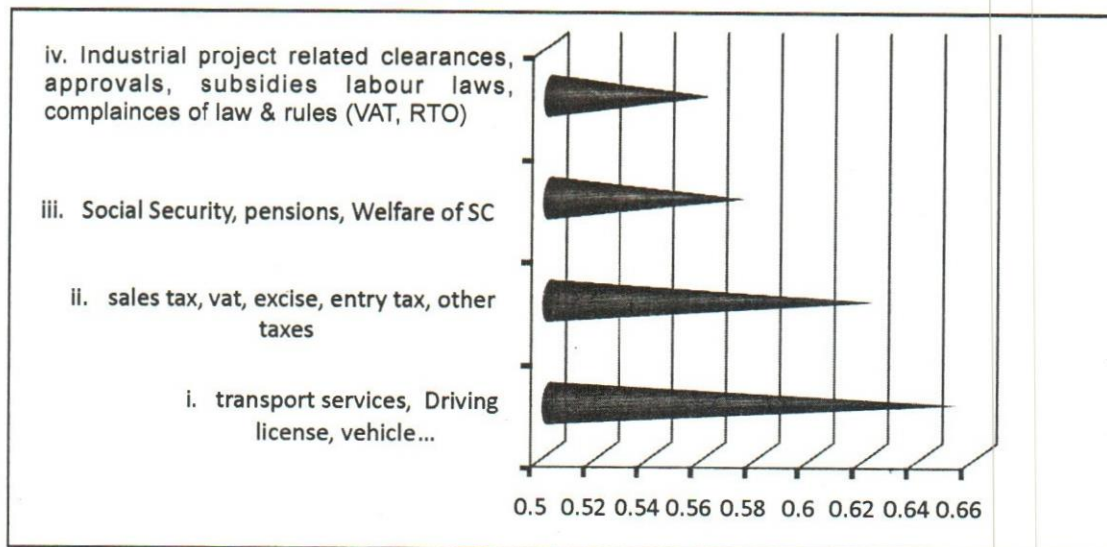 iv. Industrial project related clearances,
approvals, subsidies labour laws,
complainces of law & rules (VAT, RTO)
iii. Social Security, pensions, Welfare of SC
ii. sales tax, vat, excise, entry tax, other
taxes
i. transport services, Driving
license, vehicle...
0.5 0.52 0.54 0.56 0.58 0.6 0.62 0.64 0.66